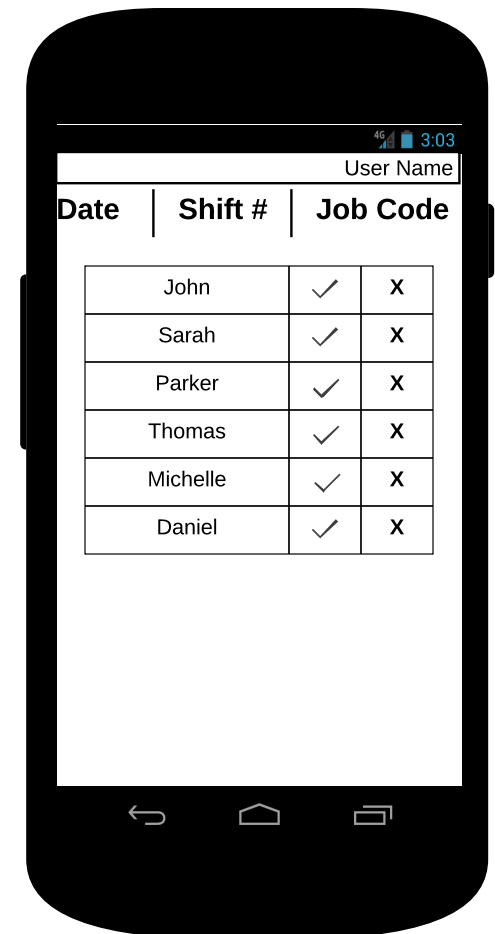 4G 3:03
User Name
Date Shift # Job Code
John X
Sarah X
Parker X
Thomas X
Michelle X
Daniel X